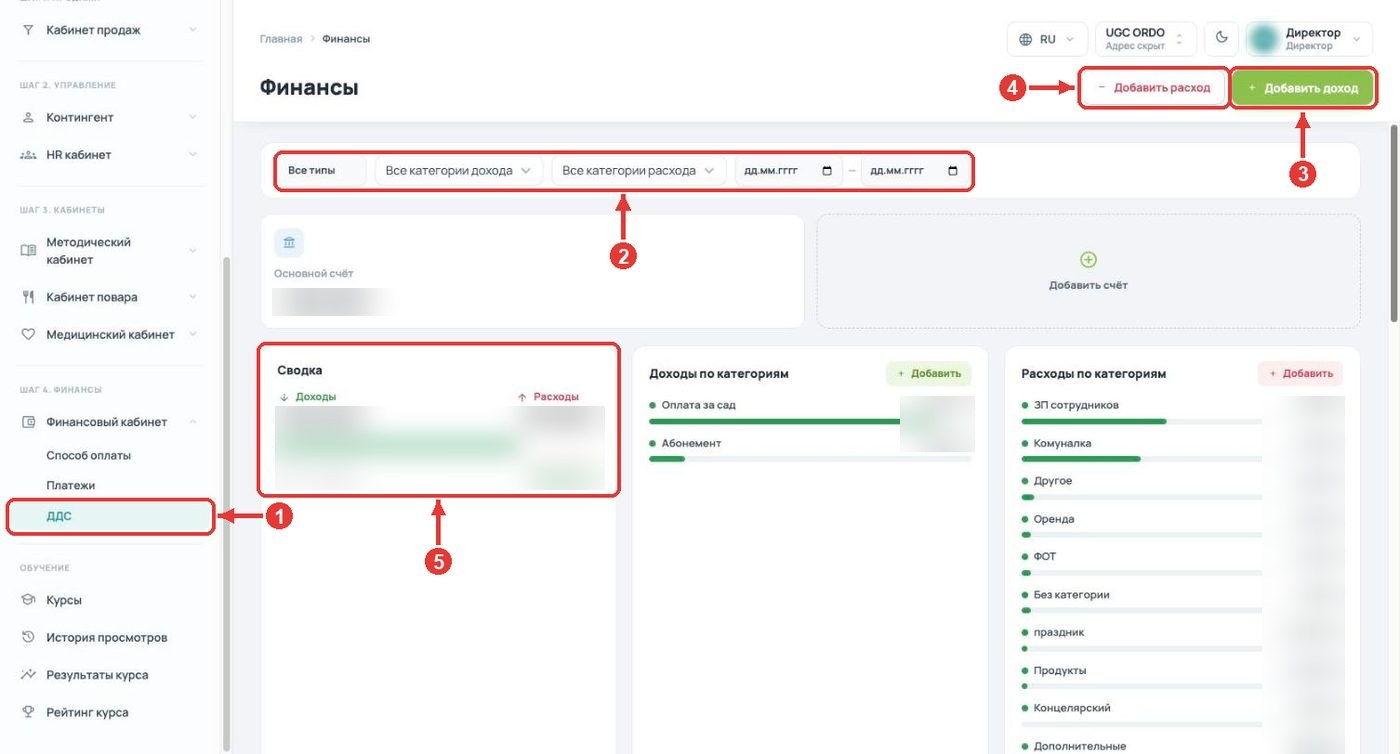 Кабинет продаж
ШАГ 2. УПРАВЛЕНИЕ
Контингент
HR кабинет
ШАГ 3. КАБИНЕТЫ
Методический
кабинет
Кабинет повара
Медицинский кабинет
ШАГ 4. ФИНАНСЫ
Финансовый кабинет
Способ оплаты
Платежи
ДДС
1
ОБУЧЕНИЕ
Курсы
История просмотров
Результаты курса
Рейтинг курса
Главная > Финансы
RU
UGC ORDO
Адрес скрыт
Директор
Директор
Финансы
4
− Добавить расход
+ Добавить доход
3
Все типы
Все категории дохода
Все категории расхода
дд.мм.гггг – дд.мм.гггг
2
Основной счёт
Добавить счёт
Сводка
↓ Доходы
↑ Расходы
5
Доходы по категориям
+ Добавить
Оплата за сад
Абонемент
Расходы по категориям
+ Добавить
ЗП сотрудников
Комуналка
Другое
Оренда
ФОТ
Без категории
праздник
Продукты
Концелярский
Дополнительные